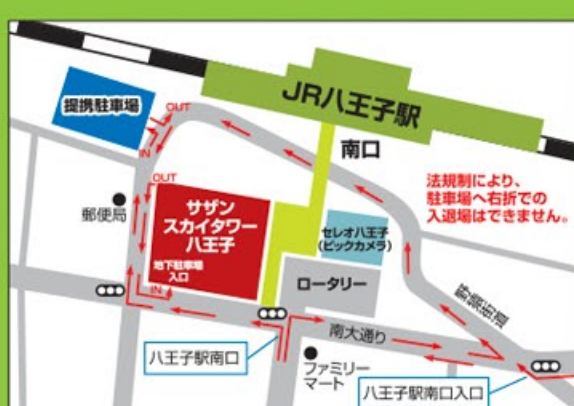 JR八王子駅
提携駐車場
OUT
IN
南口
法規制により、
駐車場へ右折での
入退場はできません。
OUT
郵便局
サザン
スカイタワー
八王子
地下駐車場
入口
IN
セレオ八王子
(ビックカメラ)
ロータリー
野猿街道
南大通り
八王子駅南口
ファミリー
マート
八王子駅南口入口